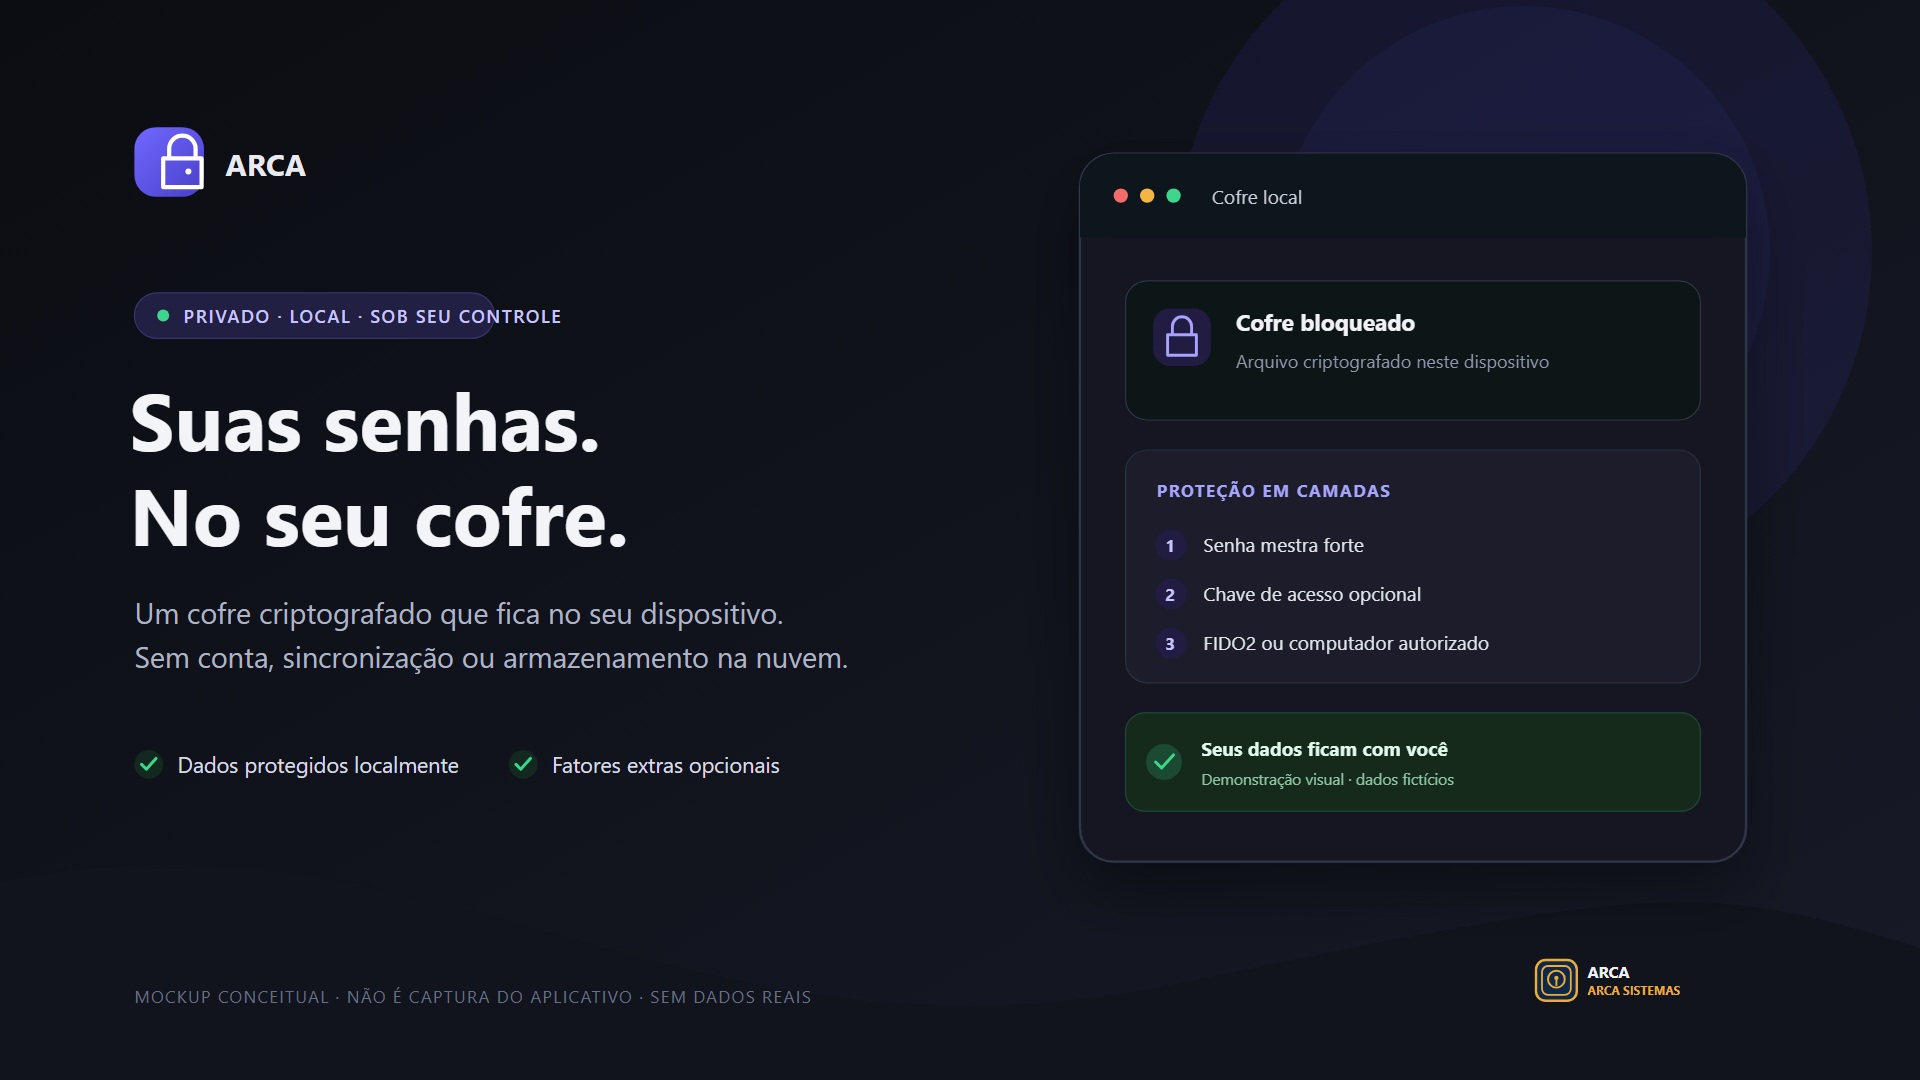 ARCA
PRIVADO · LOCAL · SOB SEU CONTROLE
Suas senhas.
No seu cofre.
Um cofre criptografado que fica no seu dispositivo.
Sem conta, sincronização ou armazenamento na nuvem.
Dados protegidos localmente
Fatores extras opcionais
Cofre local
Cofre bloqueado
Arquivo criptografado neste dispositivo
PROTEÇÃO EM CAMADAS
1 Senha mestra forte
2 Chave de acesso opcional
3 FIDO2 ou computador autorizado
Seus dados ficam com você
Demonstração visual · dados fictícios
MOCKUP CONCEITUAL · NÃO É CAPTURA DO APLICATIVO · SEM DADOS REAIS
ARCA
ARCA SISTEMAS